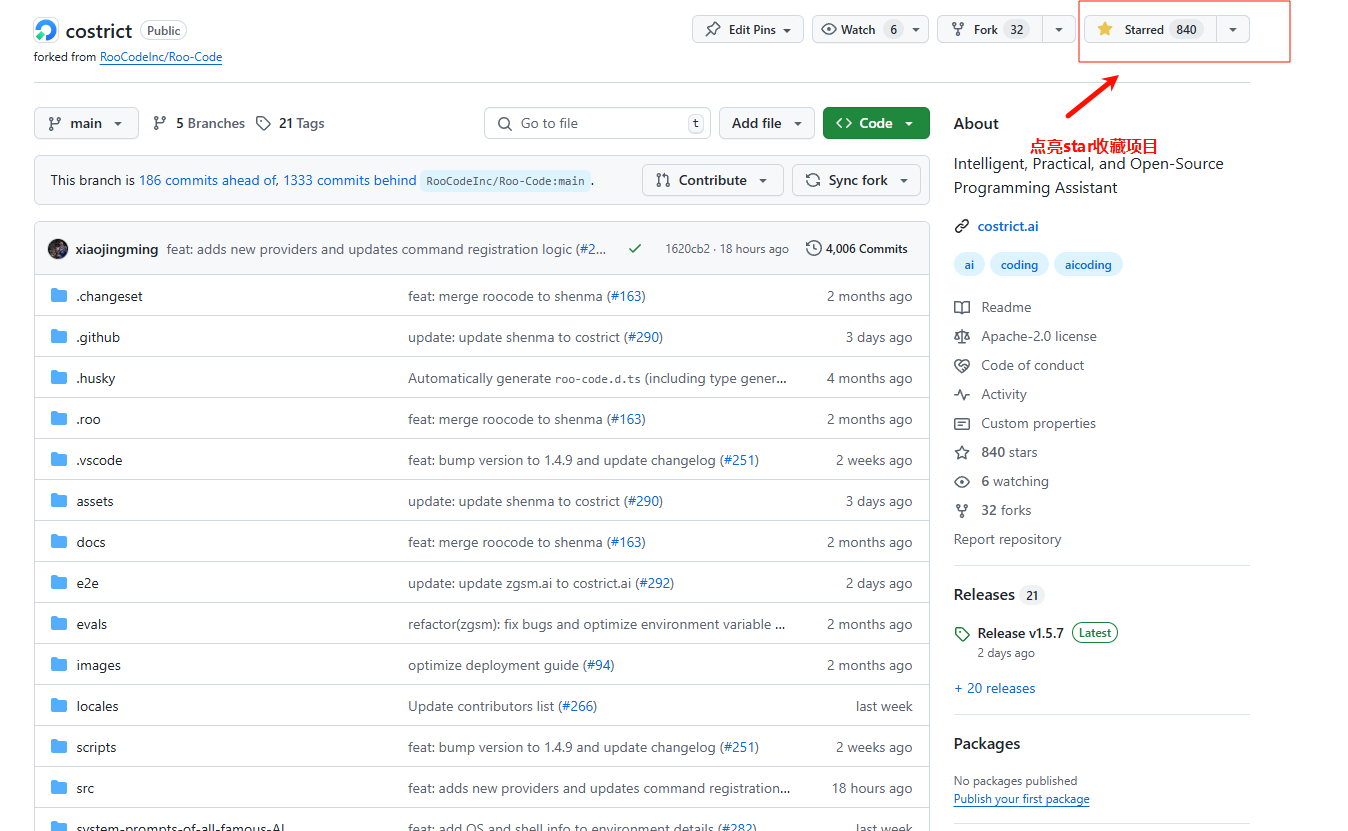 costrict Public Edit Pins Watch 6 Fork 32 Starred 840
forked from RooCodeInc/Roo-Code
main 5 Branches 21 Tags Go to file t Add file Code
This branch is 186 commits ahead of, 1333 commits behind RooCodeInc/Roo-Code:main . Contribute Sync fork
xiaojingming feat: adds new providers and updates command registration logic (#2... 1620cb2 · 18 hours ago 4,006 Commits
.changeset feat: merge roocode to shenma (#163) 2 months ago
.github update: update shenma to costrict (#290) 3 days ago
.husky Automatically generate roo-code.d.ts (including type gener... 4 months ago
.roo feat: merge roocode to shenma (#163) 2 months ago
.vscode feat: bump version to 1.4.9 and update changelog (#251) 2 weeks ago
assets update: update shenma to costrict (#290) 3 days ago
docs feat: merge roocode to shenma (#163) 2 months ago
e2e update: update zgsm.ai to costrict.ai (#292) 2 days ago
evals refactor(zgsm): fix bugs and optimize environment variable ... 2 months ago
images optimize deployment guide (#94) 2 months ago
locales Update contributors list (#266) last week
scripts feat: bump version to 1.4.9 and update changelog (#251) 2 weeks ago
src feat: adds new providers and updates command registration... 18 hours ago
system-prompts-of-all-famous-AI feat: add OS and shell info to environment details (#282) last week
About
点亮star收藏项目
Intelligent, Practical, and Open-Source
Programming Assistant
costrict.ai
ai coding aicoding
Readme
Apache-2.0 license
Code of conduct
Activity
Custom properties
840 stars
6 watching
32 forks
Report repository
Releases 21
Release v1.5.7 Latest
2 days ago
+ 20 releases
Packages
No packages published
Publish your first package